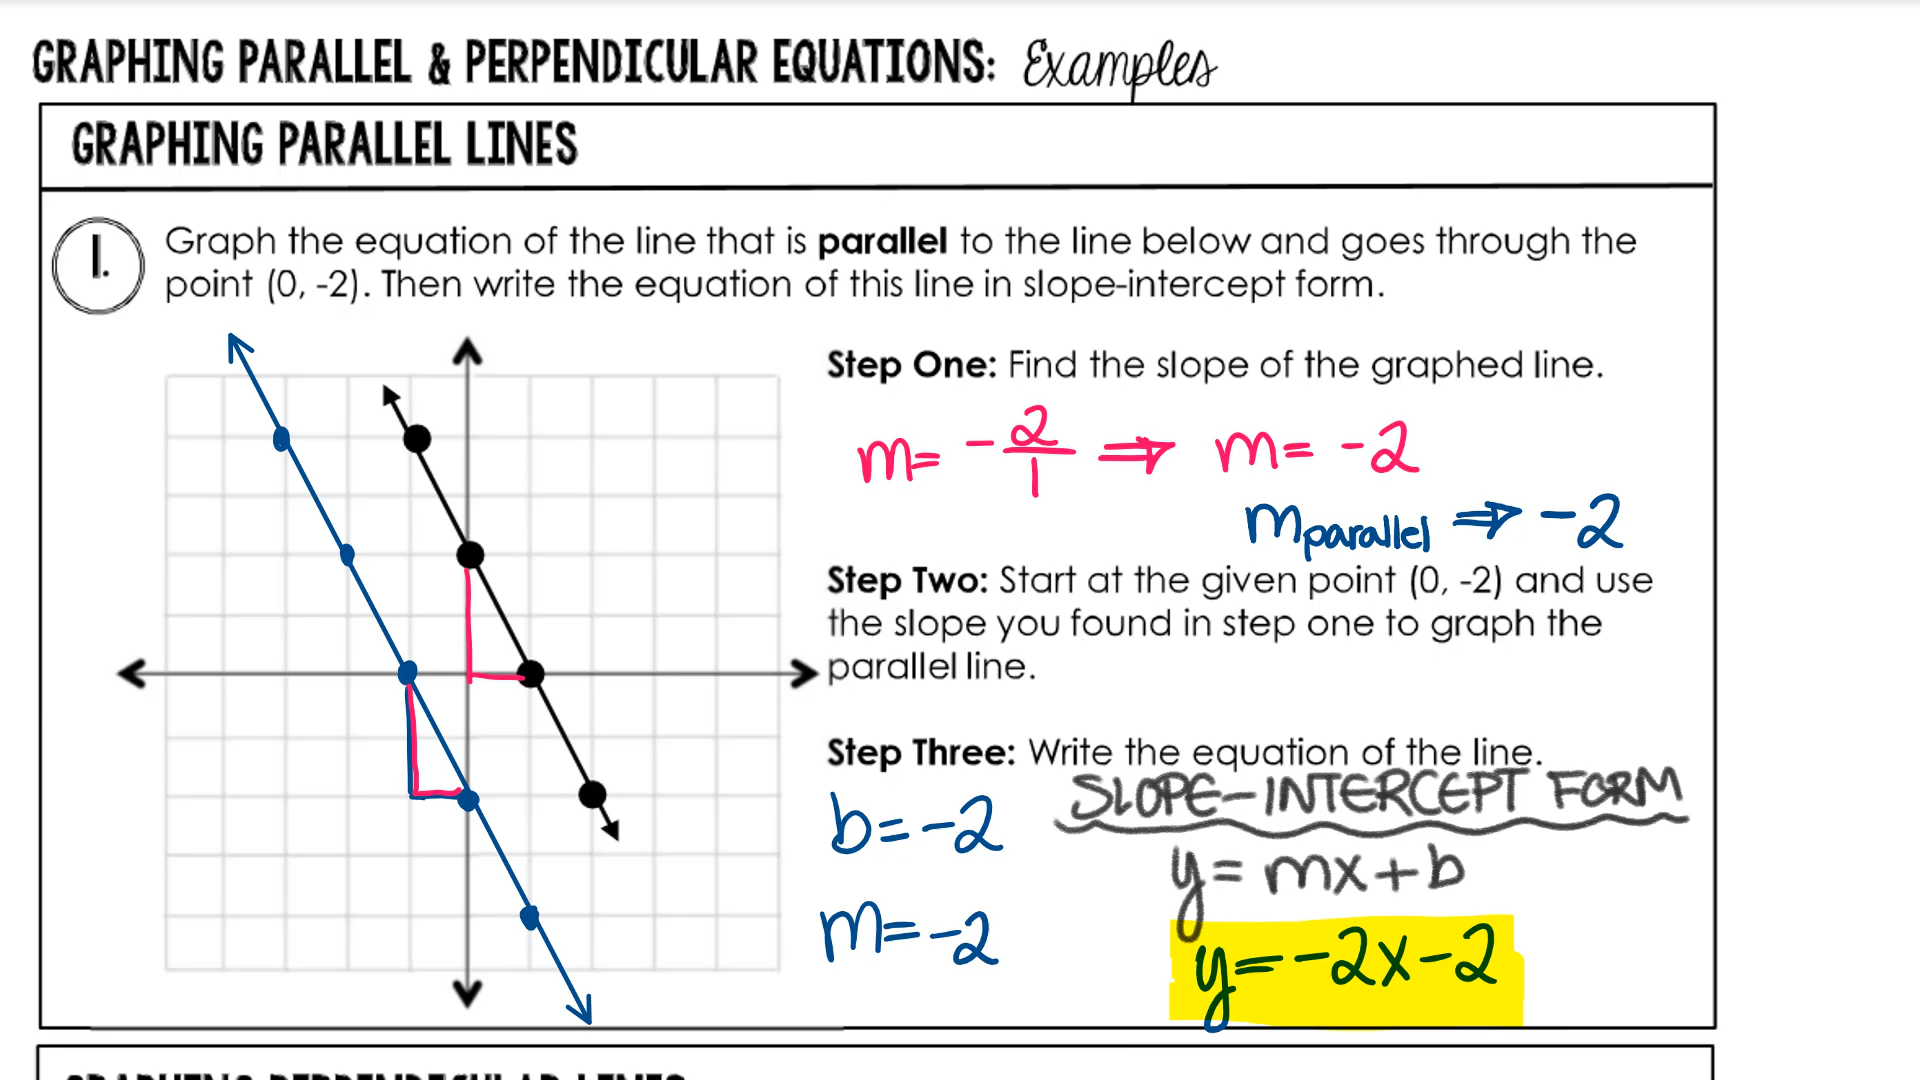 GRAPHING PARALLEL & PERPENDICULAR EQUATIONS: Examples
GRAPHING PARALLEL LINES
1.
Graph the equation of the line that is parallel to the line below and goes through the
point (0, -2). Then write the equation of this line in slope-intercept form.
Step One: Find the slope of the graphed line.
m= -2/1 ⇒ m= -2
mparallel ⇒ -2
Step Two: Start at the given point (0, -2) and use
the slope you found in step one to graph the
parallel line.
Step Three: Write the equation of the line.
SLOPE-INTERCEPT FORM
b=-2
y= mx+b
m=-2
y=-2x-2
GRAPHING PERPENDICULAR LINES